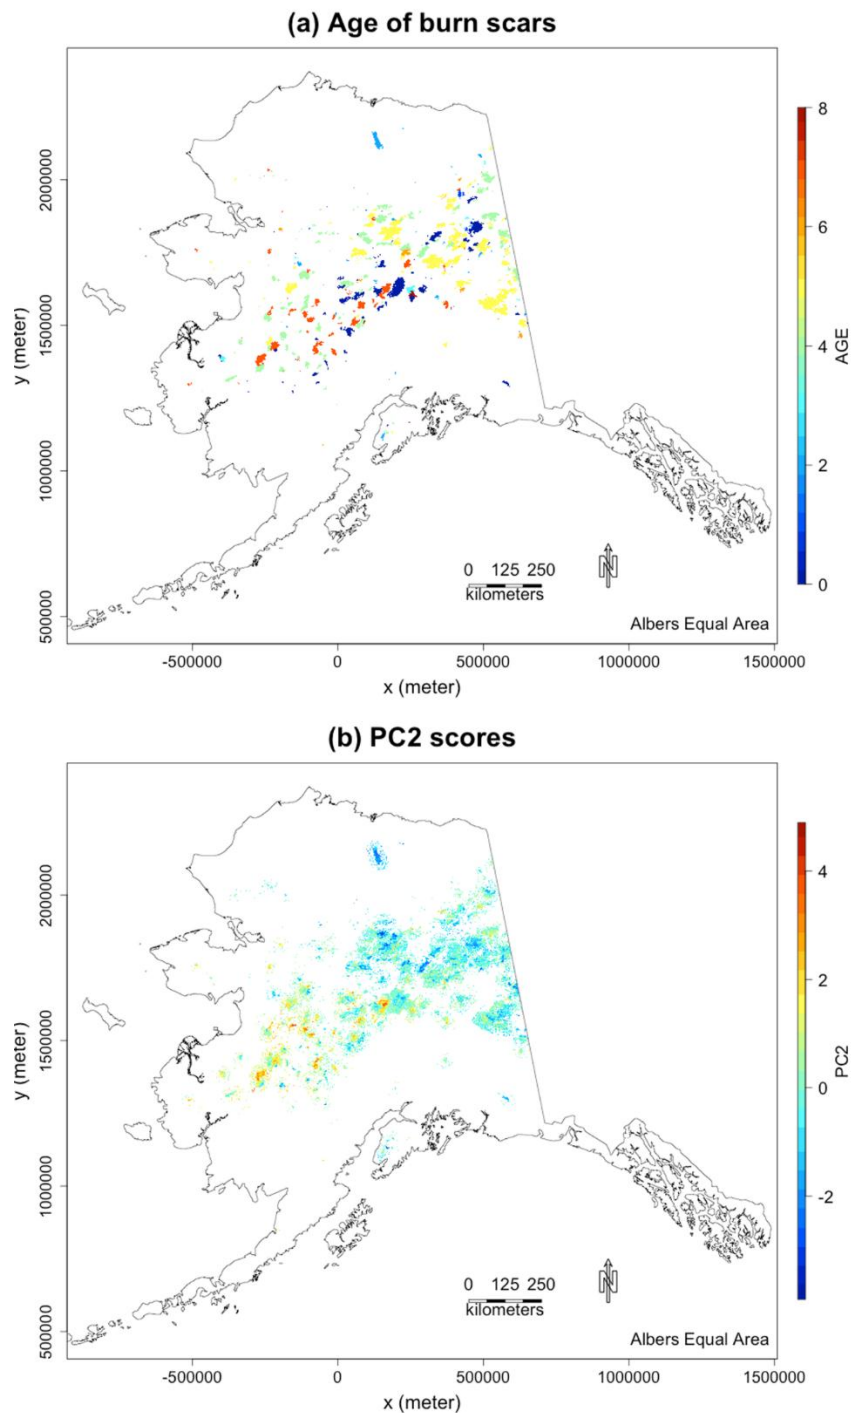 (a) Age of burn scars
2000000
1500000
1000000
500000
y (meter)
8
6
4
2
0
AGE
0 125 250
kilometers
N
Albers Equal Area
-500000 0 500000 1000000 1500000
x (meter)
(b) PC2 scores
2000000
1500000
1000000
500000
y (meter)
4
2
0
-2
PC2
0 125 250
kilometers
N
Albers Equal Area
-500000 0 500000 1000000 1500000
x (meter)